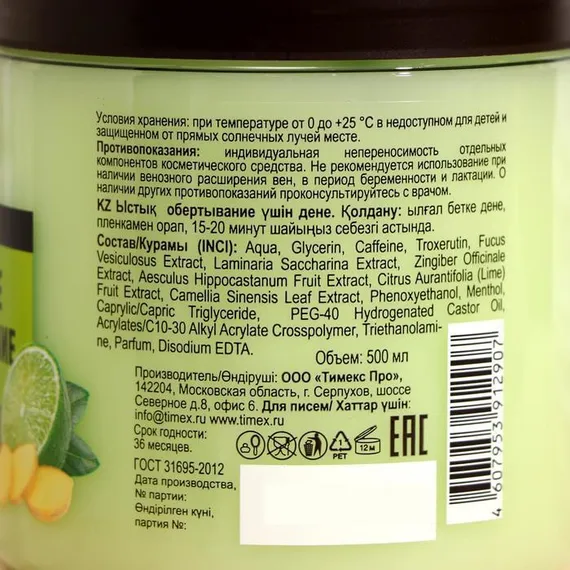 Условия хранения: при температуре от 0 до +25 °С в недоступном для детей и
защищенном от прямых солнечных лучей месте.
Противопоказания: индивидуальная непереносимость отдельных
компонентов косметического средства. Не рекомендуется использование при
наличии венозного расширения вен, в период беременности и лактации. О
наличии других противопоказаний проконсультируйтесь с врачом.
KZ Ыстық обертывание үшін дене. Қолдану: ылғал бетке дене,
пленкамен орап, 15-20 минут шайыңыз себезгі астында.
Состав/Курамы (INCI): Aqua, Glycerin, Caffeine, Troxerutin, Fucus
Vesiculosus Extract, Laminaria Saccharina Extract, Zingiber Officinale
Extract, Aesculus Hippocastanum Fruit Extract, Citrus Aurantifolia (Lime)
Fruit Extract, Camellia Sinensis Leaf Extract, Phenoxyethanol, Menthol,
Caprylic/Capric Triglyceride, PEG-40 Hydrogenated Castor Oil,
Acrylates/C10-30 Alkyl Acrylate Crosspolymer, Triethanolami-
ne, Parfum, Disodium EDTA.
Объем: 500 мл
Производитель/Өндіруші: ООО «Тимекс Про»,
142204, Московская область, г. Серпухов, шоссе
Северное д.8, офис 6. Для писем/ Хаттар үшін:
info@timex.ru www.timex.ru
Срок годности:
36 месяцев.
PET
12 м
EAC
ГОСТ 31695-2012
Дата производства,
№ партии:
Өндірілген күні,
партия №:
4607953912907